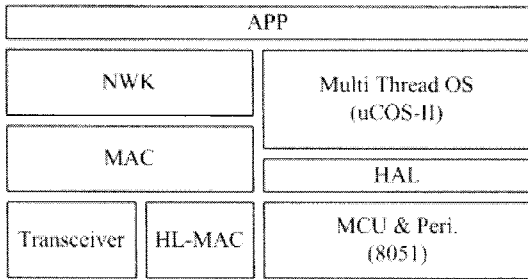 APP
NWK
Multi Thread OS
(uCOS-II)
MAC
HAL
Transceiver
HL-MAC
MCU & Peri.
(8051)